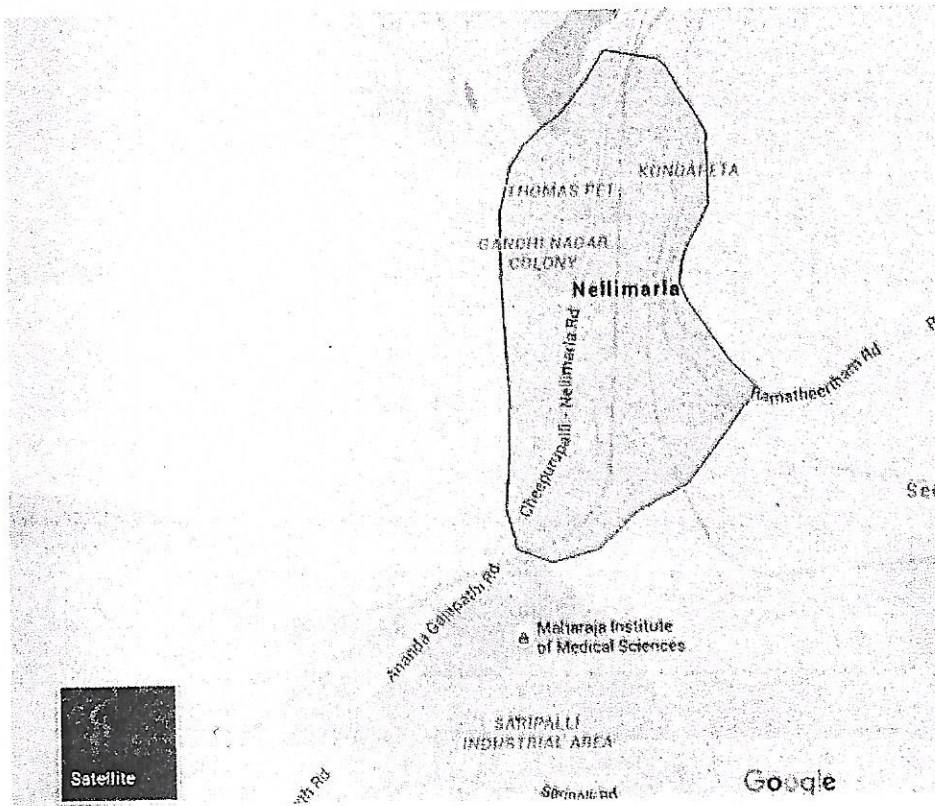 KONDAPETA
THOMAS PET
GANDHI NAGAR
COLONY
Nellimarla
Cheepurupalli - Nellimarla Rd
Ramatheertham Rd
Ananda Gajapathi Rd
Maharaja Institute
of Medical Sciences
SARIPALLI
INDUSTRIAL AREA
Satellite
Google